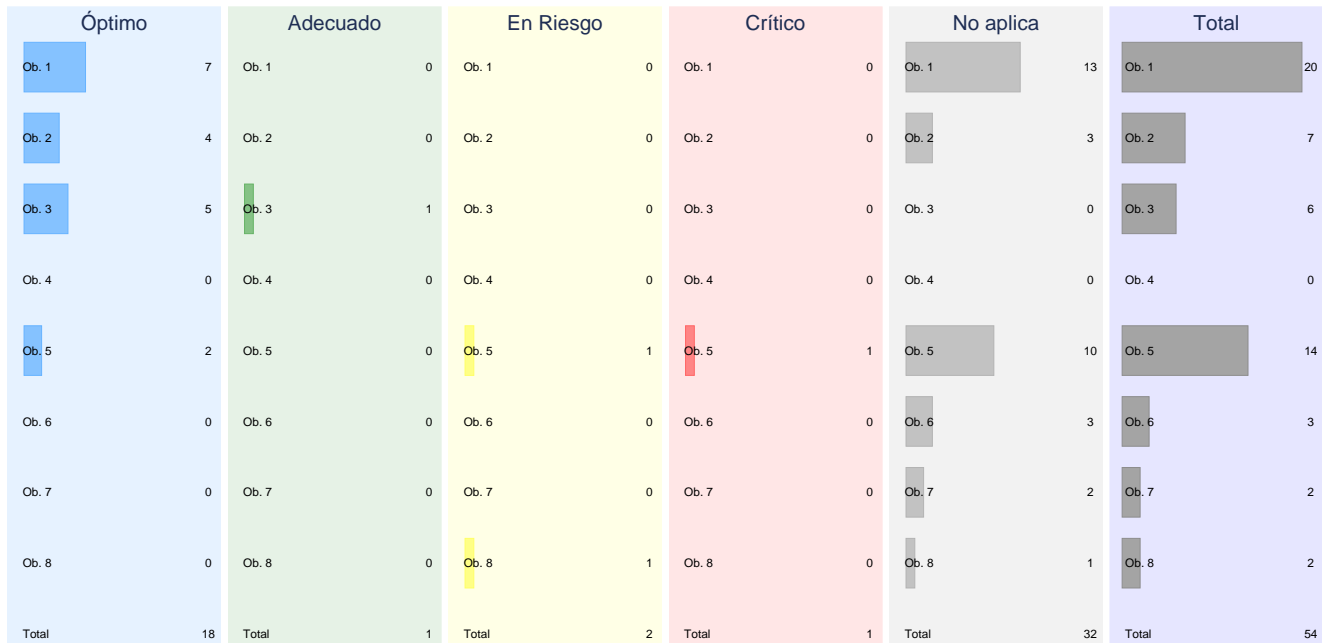 Óptimo Adecuado En Riesgo Crítico No aplica Total
Ob. 1 7 Ob. 1 0 Ob. 1 0 Ob. 1 0 Ob. 1 13 Ob. 1 20
Ob. 2 4 Ob. 2 0 Ob. 2 0 Ob. 2 0 Ob. 2 3 Ob. 2 7
Ob. 3 5 Ob. 3 1 Ob. 3 0 Ob. 3 0 Ob. 3 0 Ob. 3 6
Ob. 4 0 Ob. 4 0 Ob. 4 0 Ob. 4 0 Ob. 4 0 Ob. 4 0
Ob. 5 2 Ob. 5 0 Ob. 5 1 Ob. 5 1 Ob. 5 10 Ob. 5 14
Ob. 6 0 Ob. 6 0 Ob. 6 0 Ob. 6 0 Ob. 6 3 Ob. 6 3
Ob. 7 0 Ob. 7 0 Ob. 7 0 Ob. 7 0 Ob. 7 2 Ob. 7 2
Ob. 8 0 Ob. 8 0 Ob. 8 1 Ob. 8 0 Ob. 8 1 Ob. 8 2
Total 18 Total 1 Total 2 Total 1 Total 32 Total 54